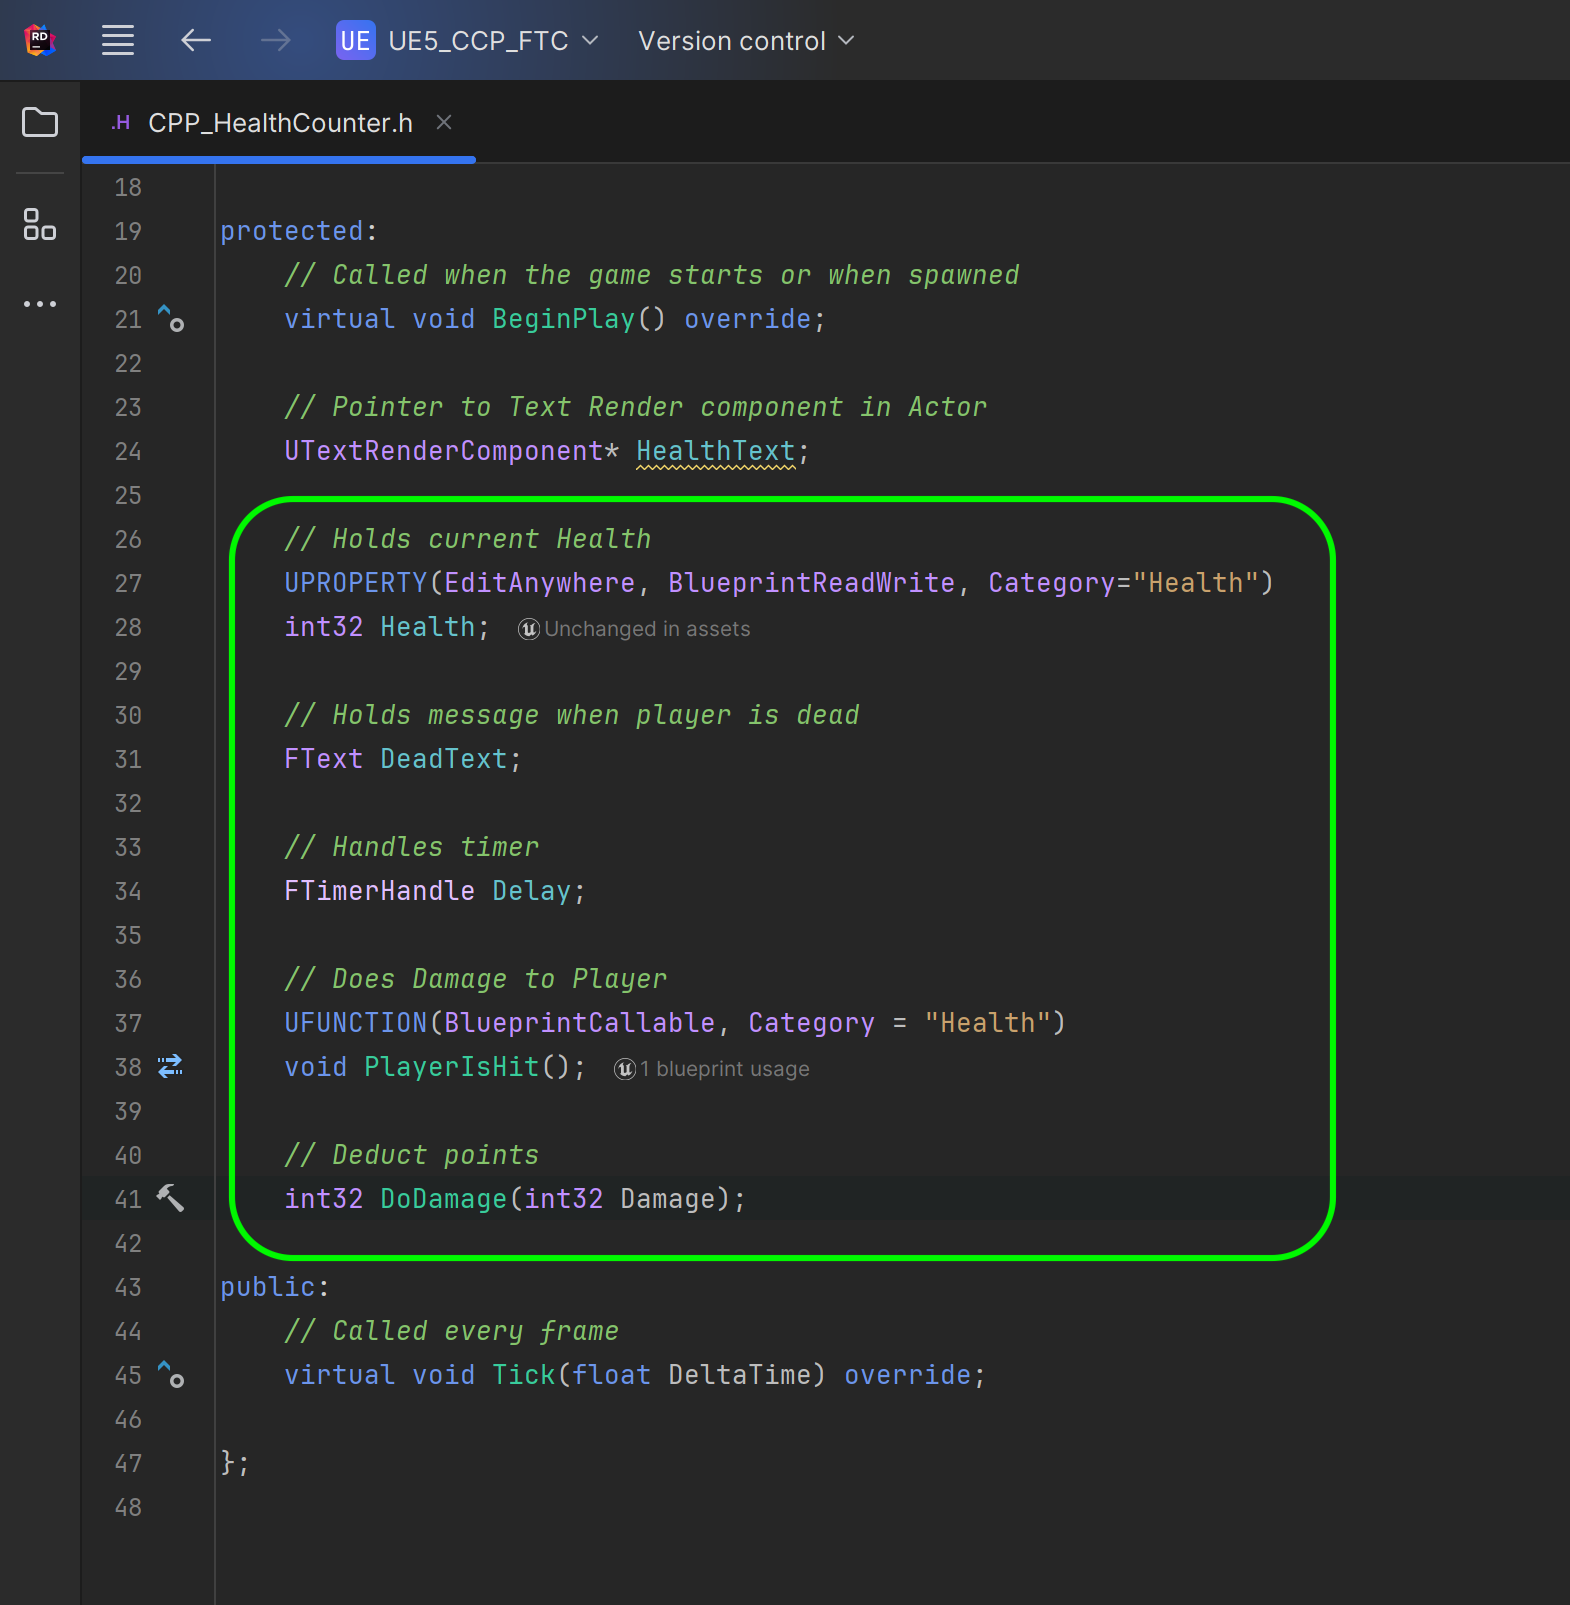 RD
UE UE5_CCP_FTC Version control
.H CPP_HealthCounter.h
18
19 protected:
20 // Called when the game starts or when spawned
21 virtual void BeginPlay() override;
22
23 // Pointer to Text Render component in Actor
24 UTextRenderComponent* HealthText;
25
26 // Holds current Health
27 UPROPERTY(EditAnywhere, BlueprintReadWrite, Category="Health")
28 int32 Health; Unchanged in assets
29
30 // Holds message when player is dead
31 FText DeadText;
32
33 // Handles timer
34 FTimerHandle Delay;
35
36 // Does Damage to Player
37 UFUNCTION(BlueprintCallable, Category = "Health")
38 void PlayerIsHit(); 1 blueprint usage
39
40 // Deduct points
41 int32 DoDamage(int32 Damage);
42
43 public:
44 // Called every frame
45 virtual void Tick(float DeltaTime) override;
46
47 };
48